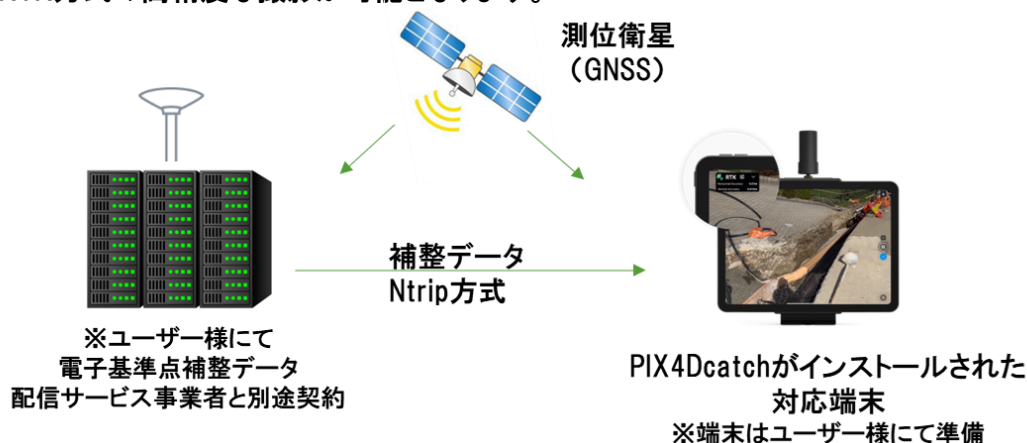 測位衛星
（GNSS）
補整データ
Ntrip方式
※ユーザー様にて
電子基準点補整データ
配信サービス事業者と別途契約
RTK
PIX4Dcatchがインストールされた
対応端末
※端末はユーザー様にて準備